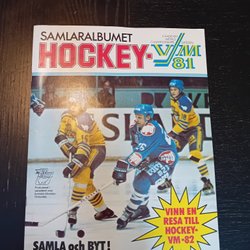 SAMLARALBUMET
HOCKEY-VM
81
SAMLA och BYT!
VINN EN
RESA TILL
HOCKEY-
VM-82